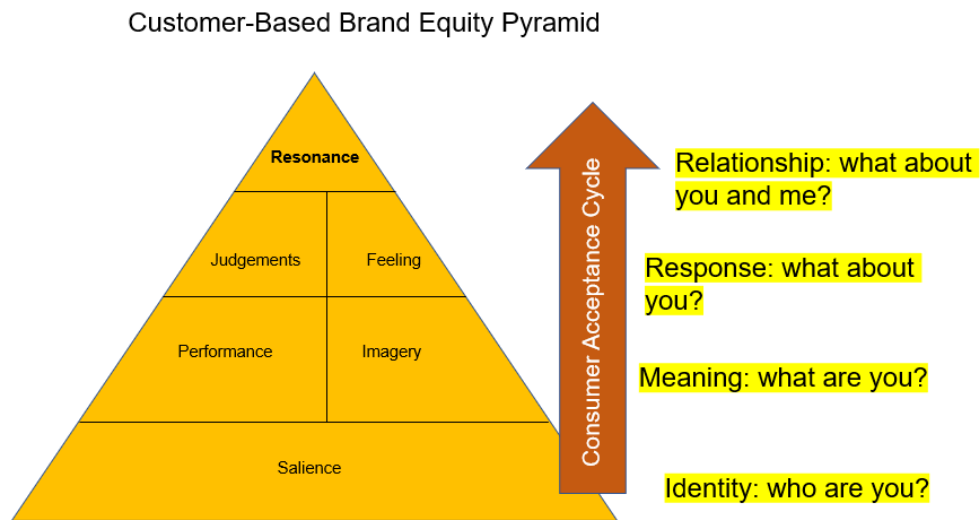 Customer-Based Brand Equity Pyramid
Resonance
Judgements
Feeling
Performance
Imagery
Salience
Consumer Acceptance Cycle
Relationship: what about
you and me?
Response: what about
you?
Meaning: what are you?
Identity: who are you?